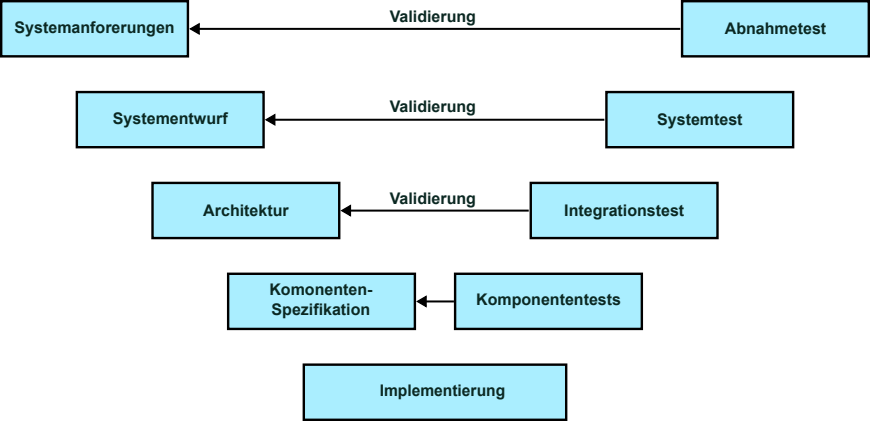 Systemanforerungen
Validierung
Abnahmetest
Systementwurf
Validierung
Systemtest
Architektur
Validierung
Integrationstest
Komonenten-
Spezifikation
Komponententests
Implementierung